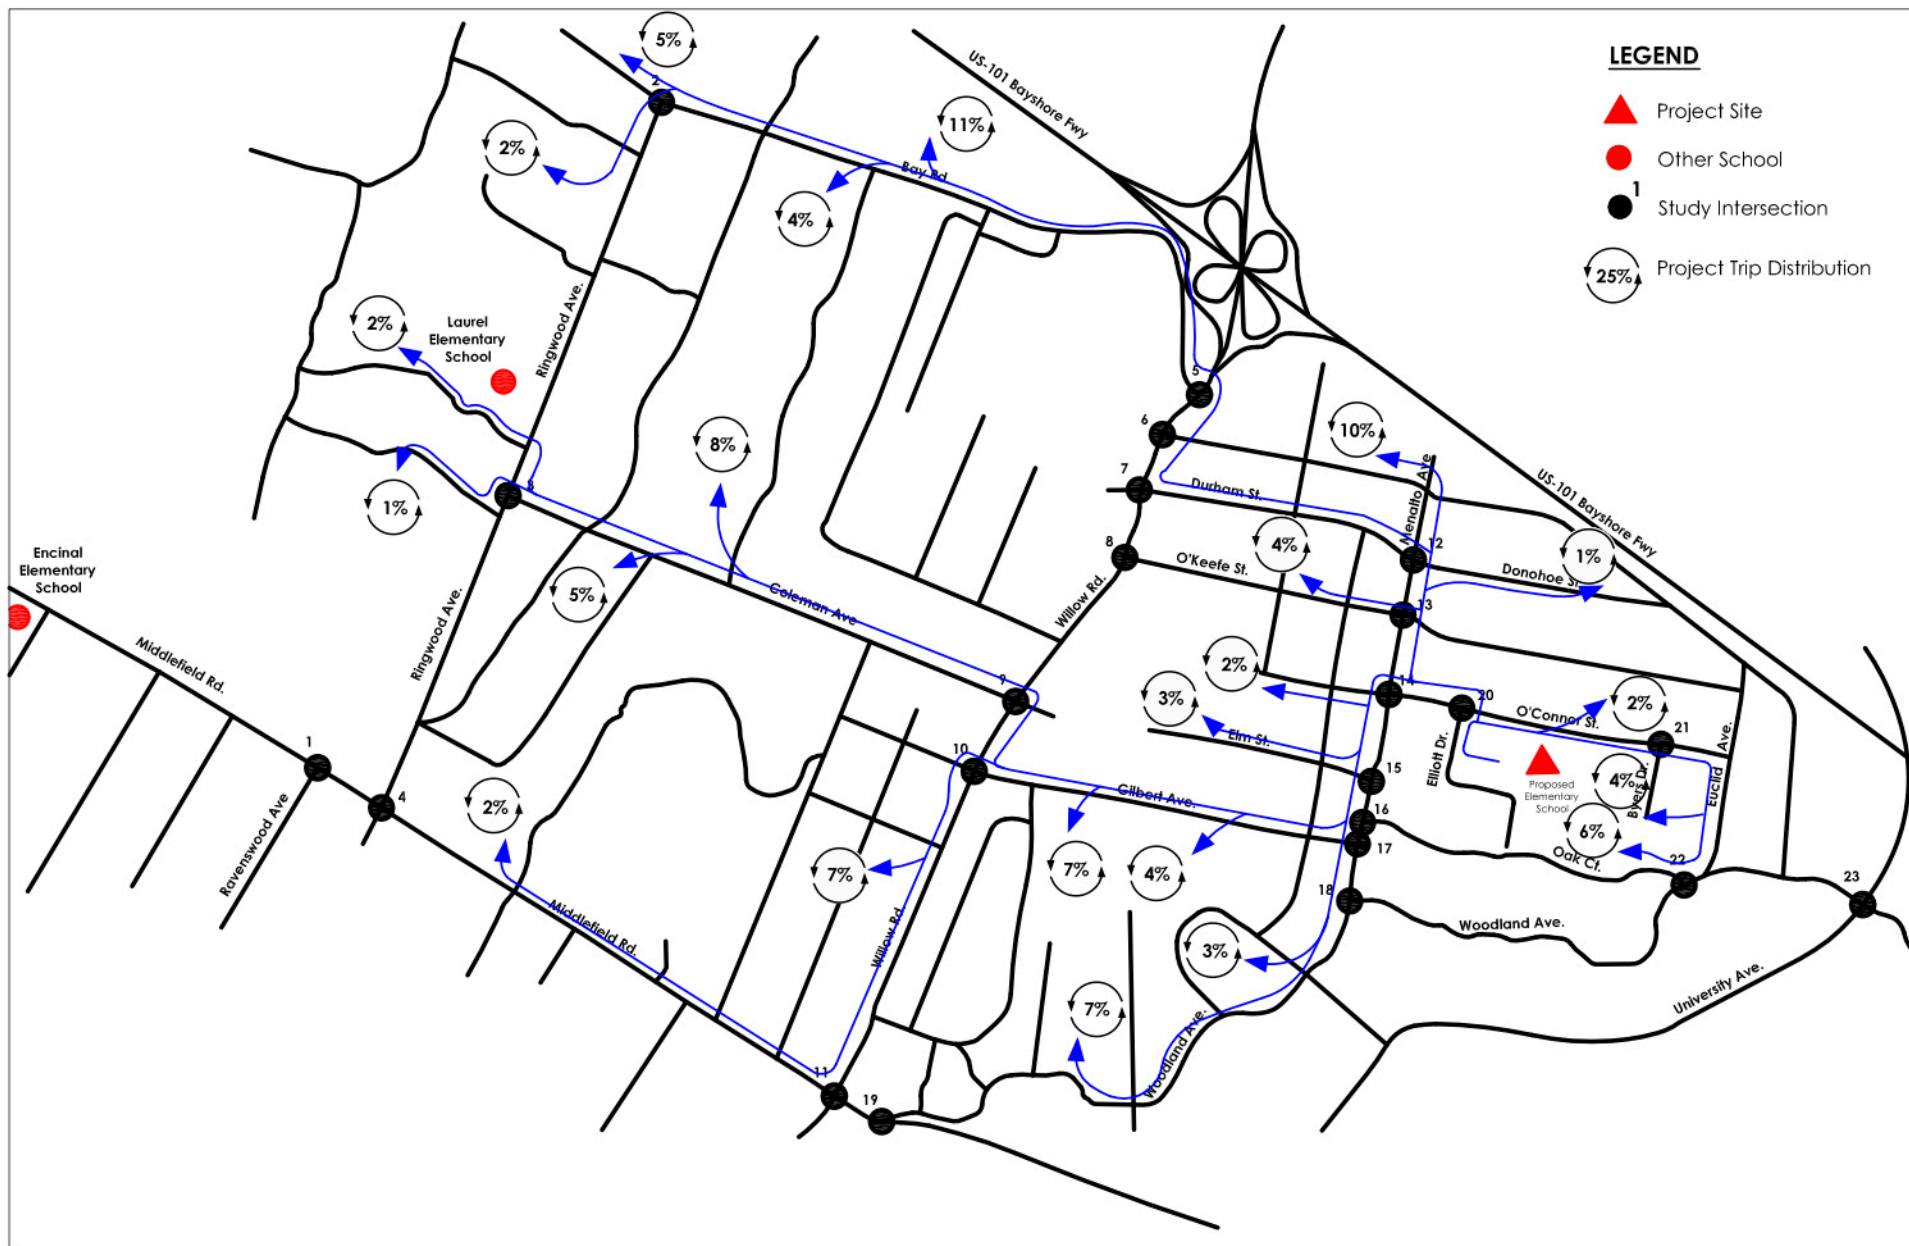 LEGEND
Project Site
Other School
1
Study Intersection
25%
Project Trip Distribution
5%
2
US-101 Bayshore Fwy
11%
2%
Bay Rd
4%
Ringwood Ave.
2%
Laurel
Elementary
School
5
6
10%
8%
7
Durham St.
Menalto Ave
US-101 Bayshore Fwy
3
1%
12
4%
8
O'Keefe St.
Donohoe St.
1%
Encinal
Elementary
School
5%
Coleman Ave
Willow Rd.
13
Ringwood Ave.
Middlefield Rd.
2%
3%
14
20
9
O'Connor St.
2%
21
Elm St.
Elliott Dr.
Euclid Ave.
1
10
15
Proposed
Elementary
School
4%
Byers Dr.
4
2%
Gilbert Ave.
16
6%
17
Oak Ct.
22
Ravenswood Ave
7%
7%
4%
18
23
Middlefield Rd.
Willow Rd.
Woodland Ave.
3%
University Ave.
7%
Woodland Ave.
11
19